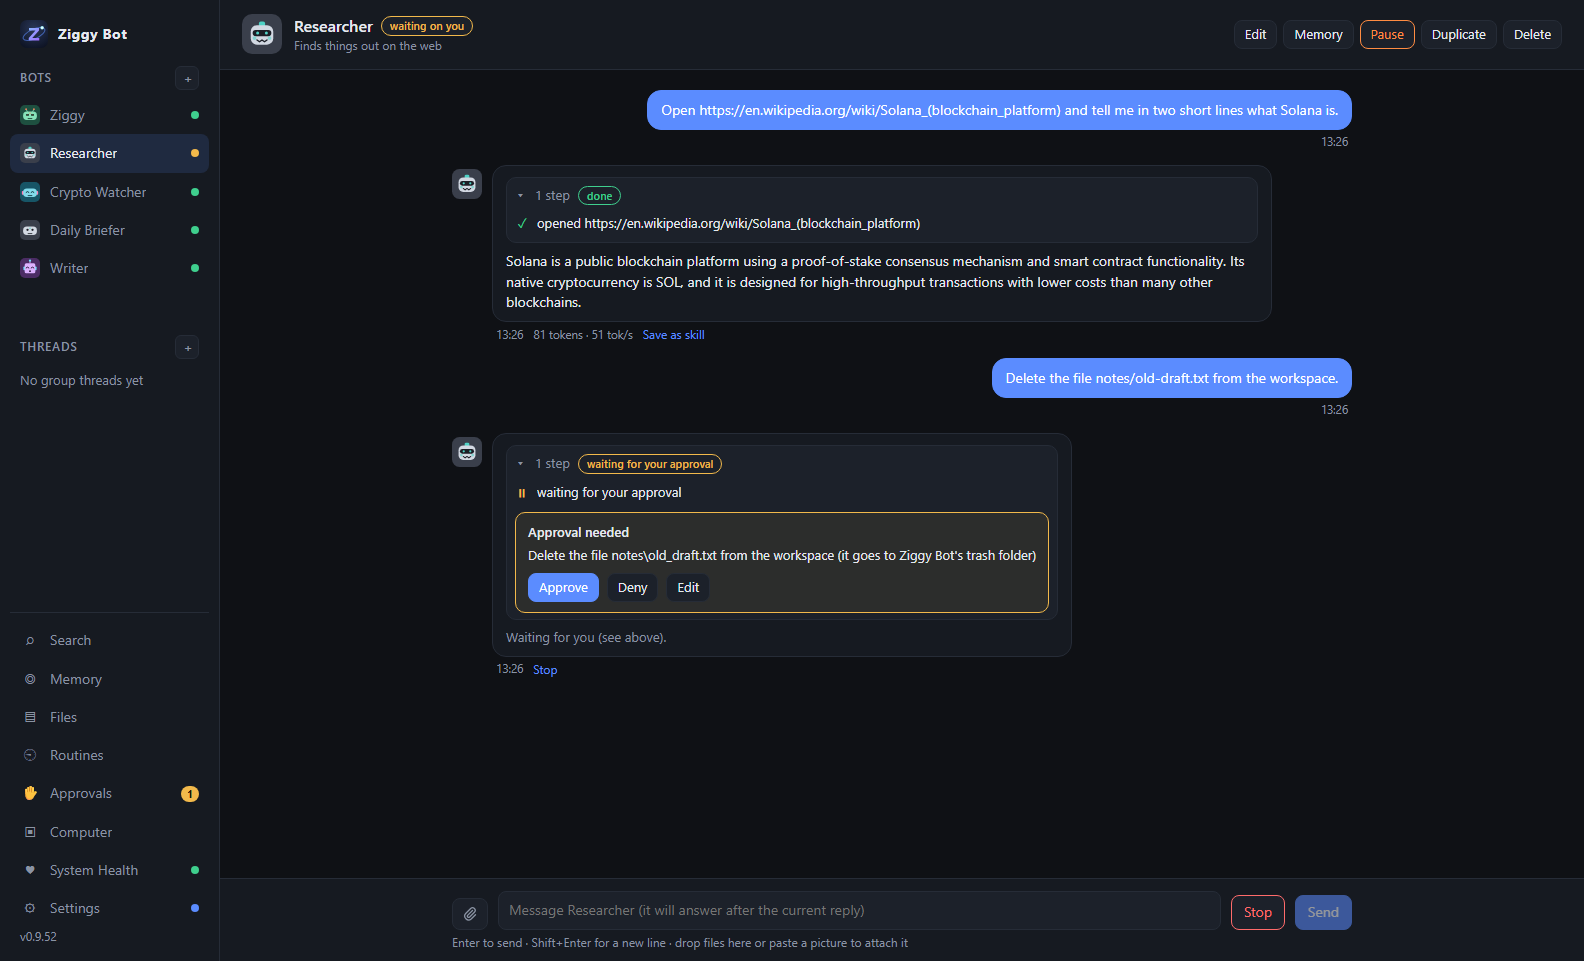 Ziggy Bot
BOTS
+
Ziggy
Researcher
Crypto Watcher
Daily Briefer
Writer
THREADS
+
No group threads yet
Search
Memory
Files
Routines
Approvals
1
Computer
System Health
Settings
v0.9.52
Researcher
waiting on you
Finds things out on the web
Edit
Memory
Pause
Duplicate
Delete
Open https://en.wikipedia.org/wiki/Solana_(blockchain_platform) and tell me in two short lines what Solana is.
13:26
1 step done
✓ opened https://en.wikipedia.org/wiki/Solana_(blockchain_platform)
Solana is a public blockchain platform using a proof-of-stake consensus mechanism and smart contract functionality. Its
native cryptocurrency is SOL, and it is designed for high-throughput transactions with lower costs than many other
blockchains.
13:26 81 tokens · 51 tok/s Save as skill
Delete the file notes/old-draft.txt from the workspace.
13:26
1 step waiting for your approval
waiting for your approval
Approval needed
Delete the file notes\old_draft.txt from the workspace (it goes to Ziggy Bot's trash folder)
Approve
Deny
Edit
Waiting for you (see above).
13:26 Stop
Message Researcher (it will answer after the current reply)
Stop
Send
Enter to send · Shift+Enter for a new line · drop files here or paste a picture to attach it